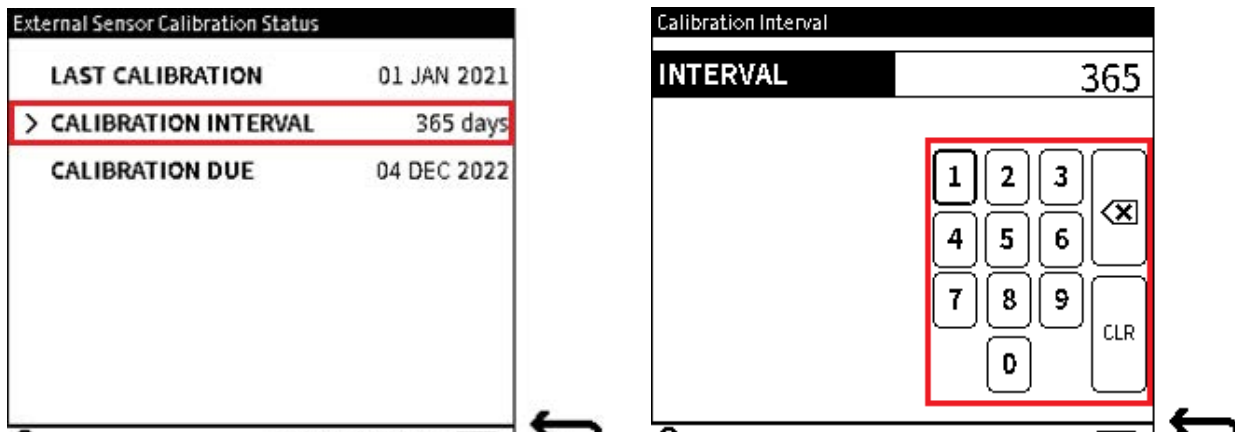 External Sensor Calibration Status
LAST CALIBRATION 01 JAN 2021
> CALIBRATION INTERVAL 365 days
CALIBRATION DUE 04 DEC 2022
Calibration Interval
INTERVAL 365
1 2 3
4 5 6
7 8 9
CLR
0